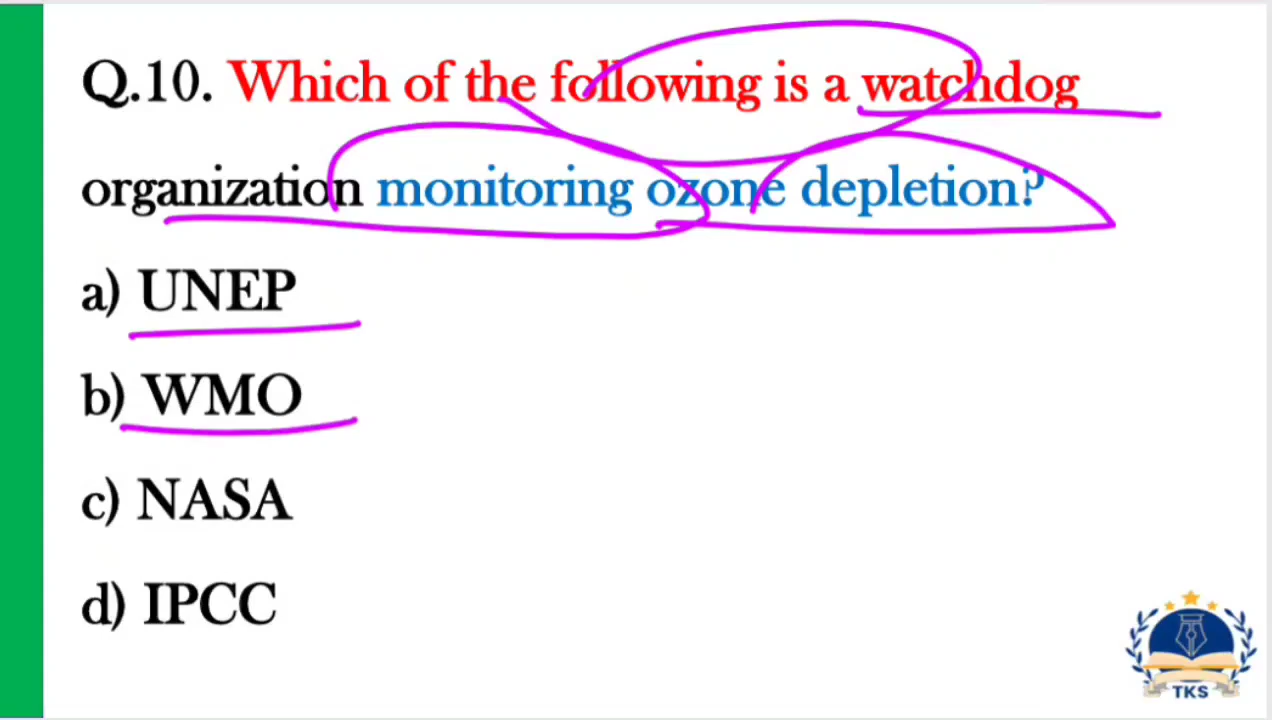 Q.10. Which of the following is a watchdog
organization monitoring ozone depletion?
a) UNEP
b) WMO
c) NASA
d) IPCC
TKS